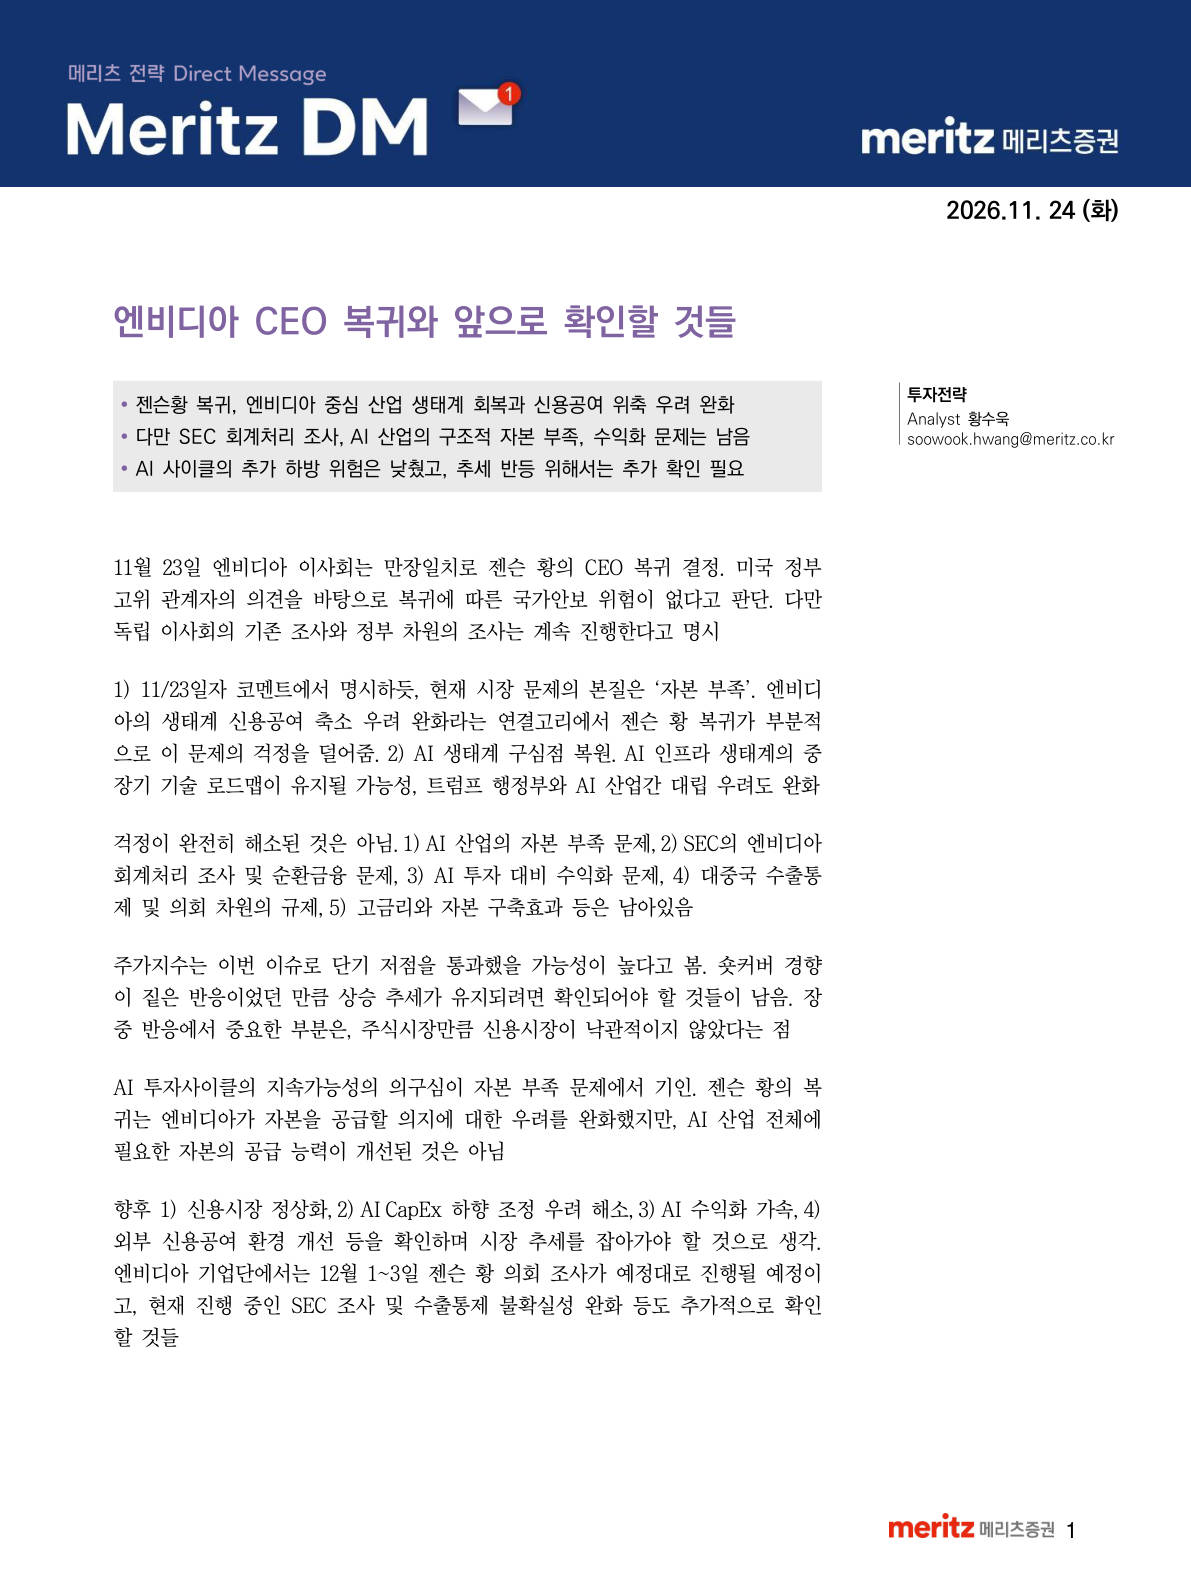 메리츠 전략 Direct Message
Meritz DM
1
meritz 메리츠증권
2026.11. 24 (화)
엔비디아 CEO 복귀와 앞으로 확인할 것들
• 젠슨황 복귀, 엔비디아 중심 산업 생태계 회복과 신용공여 위축 우려 완화
• 다만 SEC 회계처리 조사, AI 산업의 구조적 자본 부족, 수익화 문제는 남음
• AI 사이클의 추가 하방 위험은 낮췄고, 추세 반등 위해서는 추가 확인 필요
투자전략
Analyst 황수욱
soowook.hwang@meritz.co.kr
11월 23일 엔비디아 이사회는 만장일치로 젠슨 황의 CEO 복귀 결정. 미국 정부
고위 관계자의 의견을 바탕으로 복귀에 따른 국가안보 위험이 없다고 판단. 다만
독립 이사회의 기존 조사와 정부 차원의 조사는 계속 진행한다고 명시
1) 11/23일자 코멘트에서 명시하듯, 현재 시장 문제의 본질은 ‘자본 부족’. 엔비디
아의 생태계 신용공여 축소 우려 완화라는 연결고리에서 젠슨 황 복귀가 부분적
으로 이 문제의 걱정을 덜어줌. 2) AI 생태계 구심점 복원. AI 인프라 생태계의 중
장기 기술 로드맵이 유지될 가능성, 트럼프 행정부와 AI 산업간 대립 우려도 완화
걱정이 완전히 해소된 것은 아님. 1) AI 산업의 자본 부족 문제, 2) SEC의 엔비디아
회계처리 조사 및 순환금융 문제, 3) AI 투자 대비 수익화 문제, 4) 대중국 수출통
제 및 의회 차원의 규제, 5) 고금리와 자본 구축효과 등은 남아있음
주가지수는 이번 이슈로 단기 저점을 통과했을 가능성이 높다고 봄. 숏커버 경향
이 짙은 반응이었던 만큼 상승 추세가 유지되려면 확인되어야 할 것들이 남음. 장
중 반응에서 중요한 부분은, 주식시장만큼 신용시장이 낙관적이지 않았다는 점
AI 투자사이클의 지속가능성의 의구심이 자본 부족 문제에서 기인. 젠슨 황의 복
귀는 엔비디아가 자본을 공급할 의지에 대한 우려를 완화했지만, AI 산업 전체에
필요한 자본의 공급 능력이 개선된 것은 아님
향후 1) 신용시장 정상화, 2) AI CapEx 하향 조정 우려 해소, 3) AI 수익화 가속, 4)
외부 신용공여 환경 개선 등을 확인하며 시장 추세를 잡아가야 할 것으로 생각.
엔비디아 기업단에서는 12월 1~3일 젠슨 황 의회 조사가 예정대로 진행될 예정이
고, 현재 진행 중인 SEC 조사 및 수출통제 불확실성 완화 등도 추가적으로 확인
할 것들
meritz 메리츠증권 1